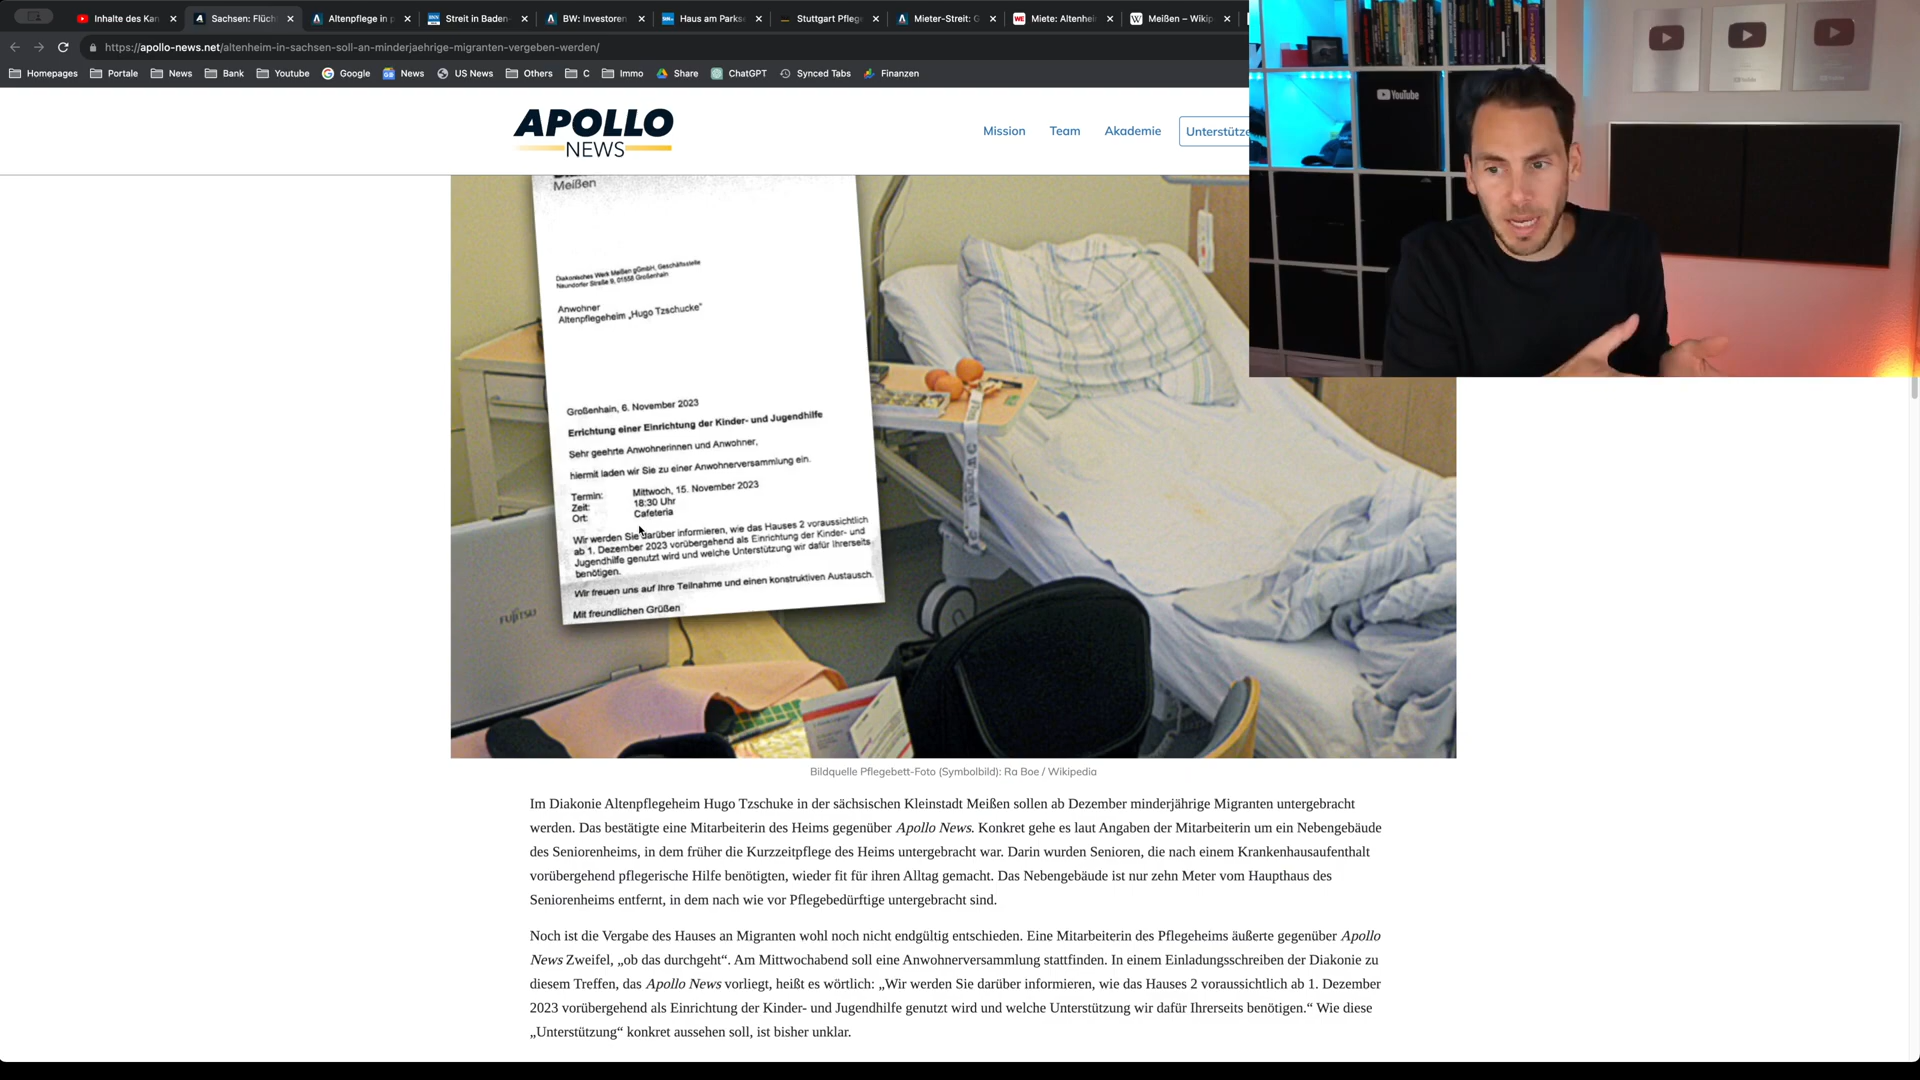 Inhalte des Kan
Sachsen: Flüch
Altenpflege in p
Streit in Baden-
BW: Investoren
Haus am Parkse
Stuttgart Pflege
Mieter-Streit: G
Miete: Altenhei
Meißen – Wikip
https://apollo-news.net/altenheim-in-sachsen-soll-an-minderjaehrige-migranten-vergeben-werden/
Homepages Portale News Bank Youtube Google News US News Others C Immo Share ChatGPT Synced Tabs Finanzen
APOLLO
NEWS
Mission Team Akademie Unterstütze
YouTube
Meißen
Diakonisches Werk Meißen gGmbH, Geschäftsstelle
Naundorfer Straße 9, 01558 Großenhain
Anwohner
Altenpflegeheim „Hugo Tzschucke"
Großenhain, 6. November 2023
Errichtung einer Einrichtung der Kinder- und Jugendhilfe
Sehr geehrte Anwohnerinnen und Anwohner,
hiermit laden wir Sie zu einer Anwohnerversammlung ein.
Termin: Mittwoch, 15. November 2023
Zeit: 18:30 Uhr
Ort: Cafeteria
Wir werden Sie darüber informieren, wie das Hauses 2 voraussichtlich
ab 1. Dezember 2023 vorübergehend als Einrichtung der Kinder- und
Jugendhilfe genutzt wird und welche Unterstützung wir dafür Ihrerseits
benötigen.
Wir freuen uns auf Ihre Teilnahme und einen konstruktiven Austausch.
Mit freundlichen Grüßen
FUJITSU
Bildquelle Pflegebett-Foto (Symbolbild): Ra Boe / Wikipedia
Im Diakonie Altenpflegeheim Hugo Tzschuke in der sächsischen Kleinstadt Meißen sollen ab Dezember minderjährige Migranten untergebracht
werden. Das bestätigte eine Mitarbeiterin des Heims gegenüber Apollo News. Konkret gehe es laut Angaben der Mitarbeiterin um ein Nebengebäude
des Seniorenheims, in dem früher die Kurzzeitpflege des Heims untergebracht war. Darin wurden Senioren, die nach einem Krankenhausaufenthalt
vorübergehend pflegerische Hilfe benötigten, wieder fit für ihren Alltag gemacht. Das Nebengebäude ist nur zehn Meter vom Haupthaus des
Seniorenheims entfernt, in dem nach wie vor Pflegebedürftige untergebracht sind.
Noch ist die Vergabe des Hauses an Migranten wohl noch nicht endgültig entschieden. Eine Mitarbeiterin des Pflegeheims äußerte gegenüber Apollo
News Zweifel, „ob das durchgeht“. Am Mittwochabend soll eine Anwohnerversammlung stattfinden. In einem Einladungsschreiben der Diakonie zu
diesem Treffen, das Apollo News vorliegt, heißt es wörtlich: „Wir werden Sie darüber informieren, wie das Hauses 2 voraussichtlich ab 1. Dezember
2023 vorübergehend als Einrichtung der Kinder- und Jugendhilfe genutzt wird und welche Unterstützung wir dafür Ihrerseits benötigen.“ Wie diese
„Unterstützung“ konkret aussehen soll, ist bisher unklar.